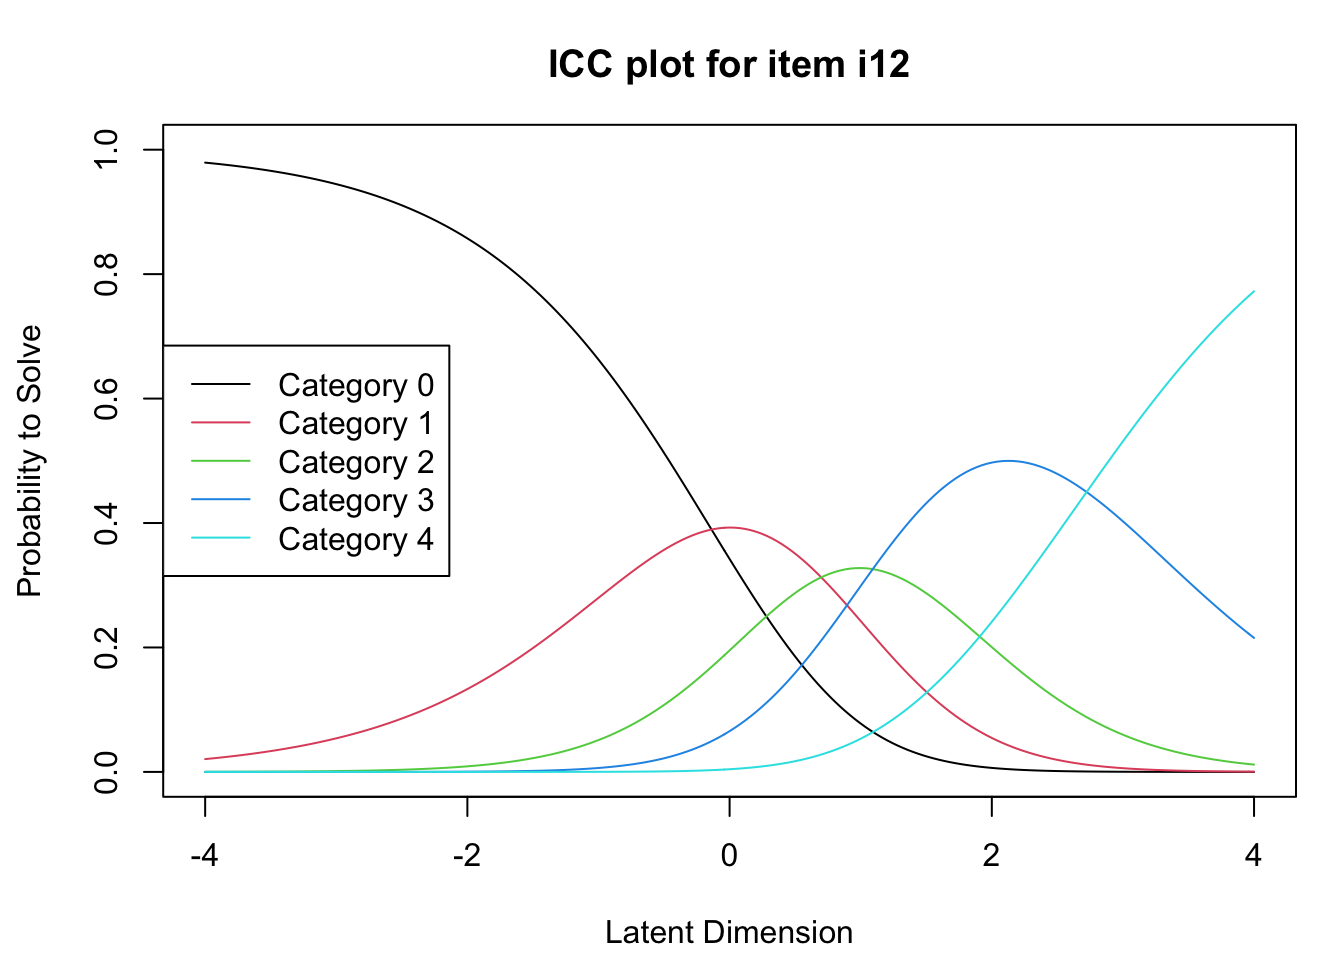 ICC plot for item i12
Probability to Solve
1.0
0.8
0.6
0.4
0.2
0.0
Category 0
Category 1
Category 2
Category 3
Category 4
-4 -2 0 2 4
Latent Dimension